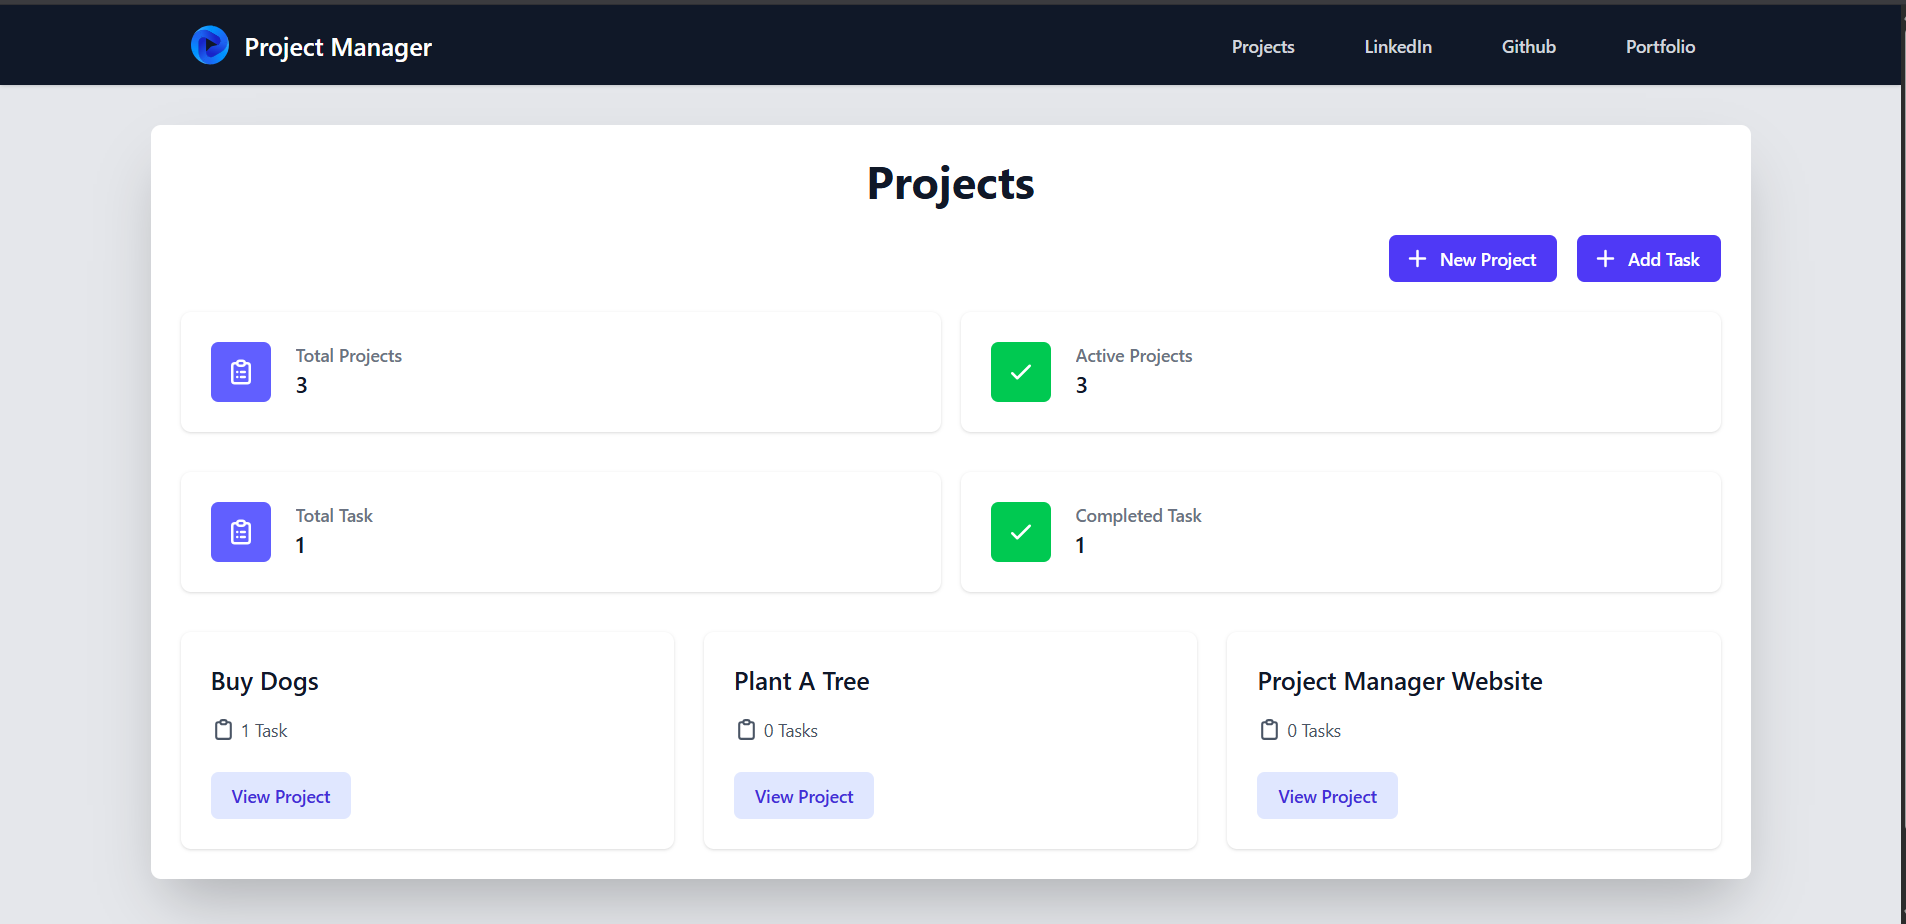 Project Manager
Projects
LinkedIn
Github
Portfolio
Projects
New Project
Add Task
Total Projects
3
Active Projects
3
Total Task
1
Completed Task
1
Buy Dogs
1 Task
View Project
Plant A Tree
0 Tasks
View Project
Project Manager Website
0 Tasks
View Project